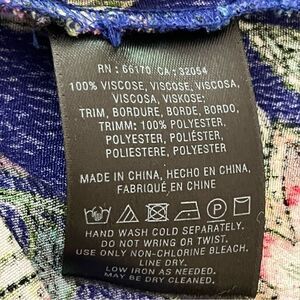 RN : 66170 CA : 32054
100% VISCOSE, VISCOSE, VISCOSA,
VISCOSA, VISKOSE;
TRIM, BORDURE, BORDE, BORDO,
TRIMM: 100% POLYESTER,
POLYESTER, POLIÉSTER,
POLIESTERE, POLYESTER
MADE IN CHINA, HECHO EN CHINA,
FABRIQUÉ EN CHINE
P
HAND WASH COLD SEPARATELY.
DO NOT WRING OR TWIST.
USE ONLY NON-CHLORINE BLEACH.
LINE DRY.
LOW IRON AS NEEDED.
MAY BE DRY CLEANED.